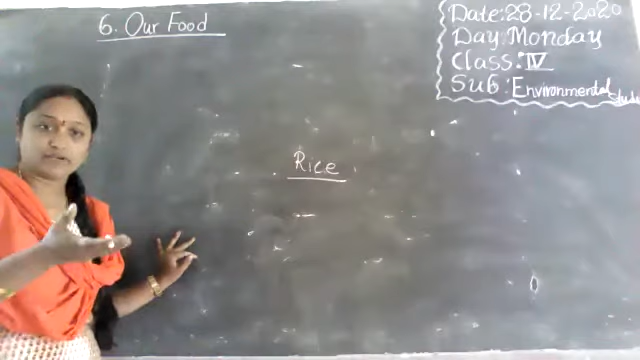 6. Our Food
Date: 28-12-2020
Day: Monday
Class: IV
Sub: Environmental
Rice